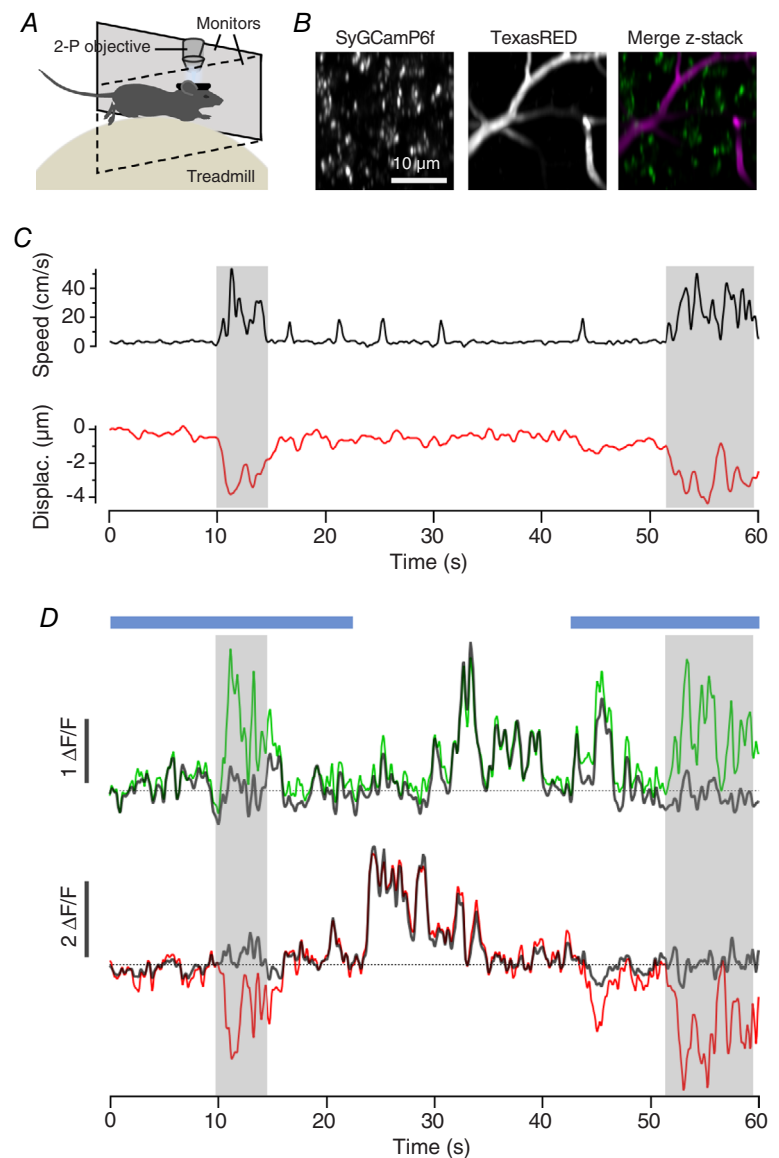 A
Monitors
2-P objective
Treadmill
B
SyGCamP6f
TexasRED
Merge z-stack
10 µm
C
Speed (cm/s)
40
20
0
Displac. (µm)
0
-2
-4
0 10 20 30 40 50 60
Time (s)
D
1 ΔF/F
2 ΔF/F
0 10 20 30 40 50 60
Time (s)